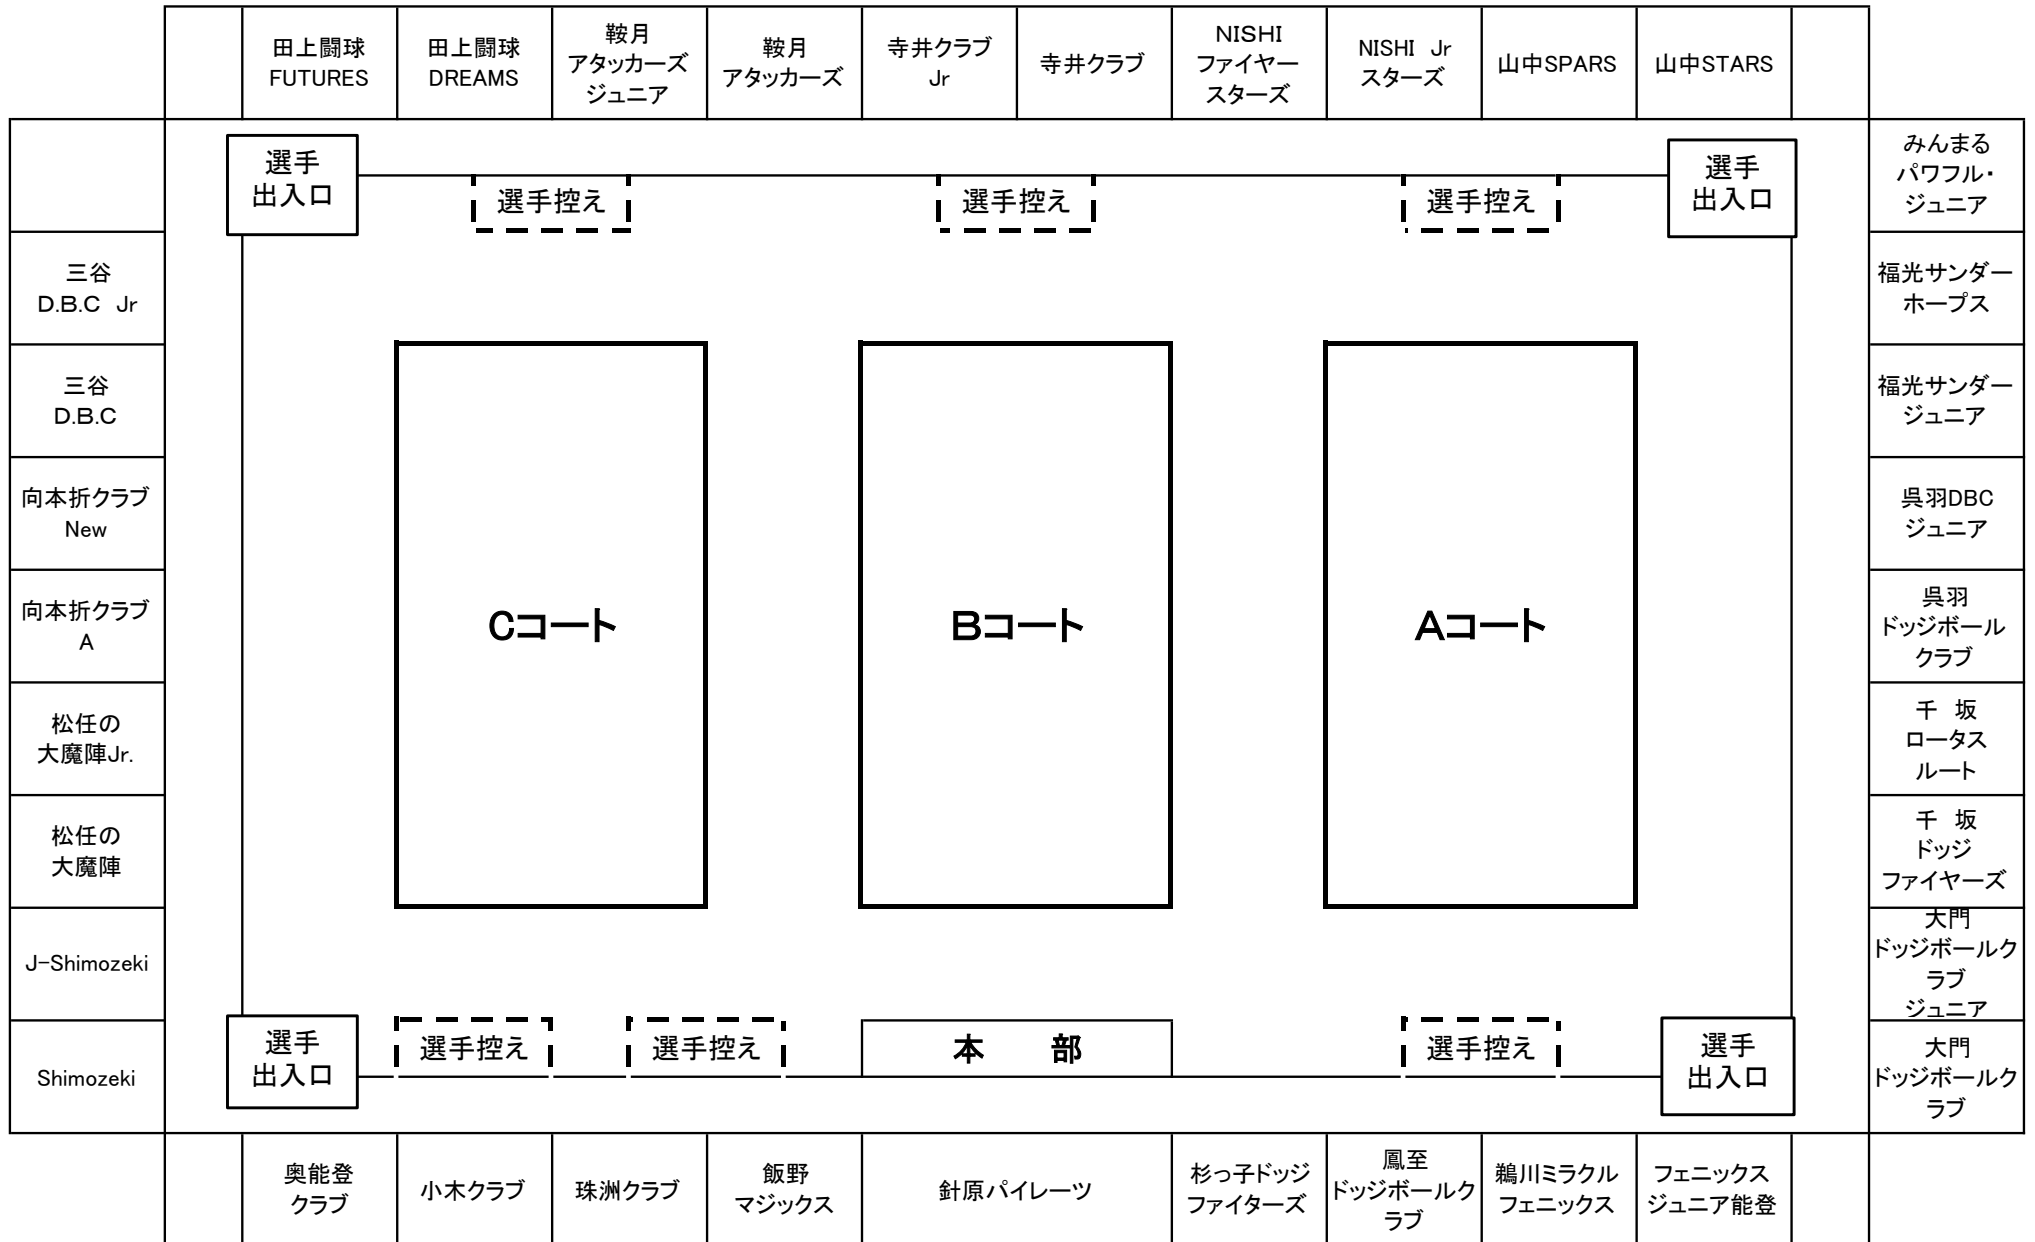 田上闘球
FUTURES
田上闘球
DREAMS
鞍月
アタッカーズ
ジュニア
鞍月
アタッカーズ
寺井クラブ
Jr
寺井クラブ
NISHI
ファイヤー
スターズ
NISHI Jr
スターズ
山中SPARS
山中STARS
選手
出入口
選手控え
選手控え
選手控え
選手
出入口
みんまる
パワフル・
ジュニア
三谷
D.B.C Jr
福光サンダー
ホープス
三谷
D.B.C
福光サンダー
ジュニア
向本折クラブ
New
呉羽DBC
ジュニア
向本折クラブ
A
Cコート
Bコート
Aコート
呉羽
ドッジボール
クラブ
松任の
大魔陣Jr.
千 坂
ロータス
ルート
松任の
大魔陣
千 坂
ドッジ
ファイヤーズ
J-Shimozeki
大門
ドッジボールク
ラブ
ジュニア
Shimozeki
選手
出入口
選手控え
選手控え
本 部
選手控え
選手
出入口
大門
ドッジボールク
ラブ
奥能登
クラブ
小木クラブ
珠洲クラブ
飯野
マジックス
針原パイレーツ
杉っ子ドッジ
ファイターズ
鳳至
ドッジボールク
ラブ
鵜川ミラクル
フェニックス
フェニックス
ジュニア能登